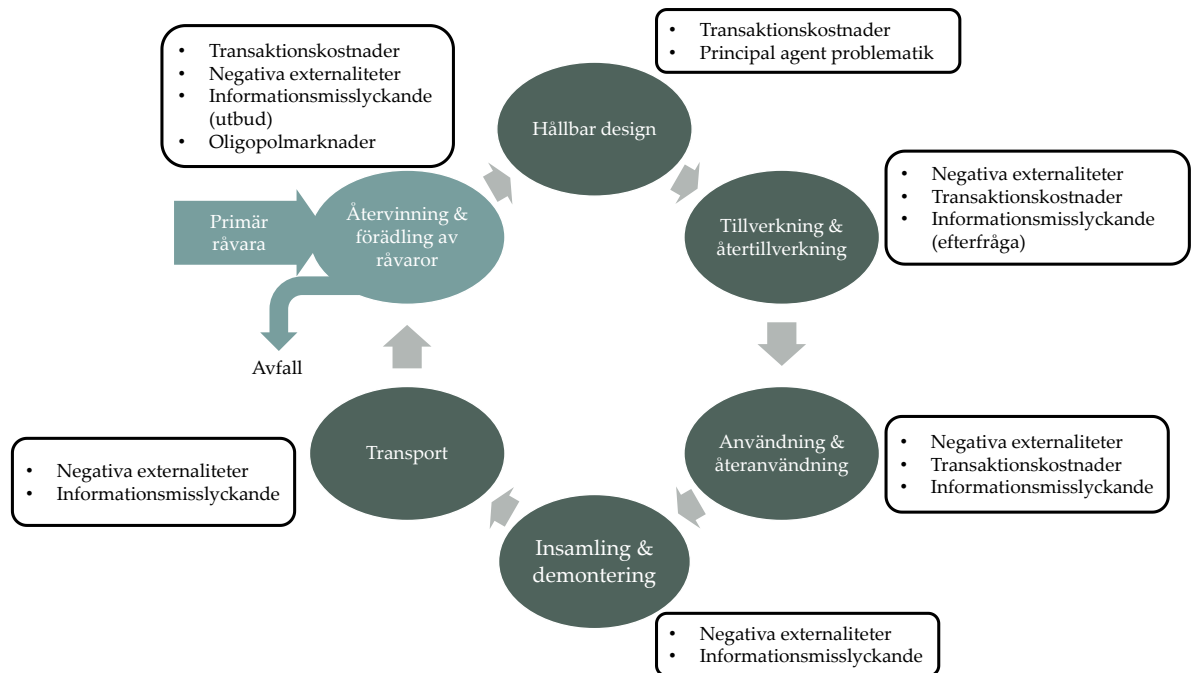 • Transaktionskostnader
• Negativa externaliteter
• Informationsmisslyckande
(utbud)
• Oligopolmarknader
• Transaktionskostnader
• Principal agent problematik
Hållbar design
• Negativa externaliteter
• Transaktionskostnader
• Informationsmisslyckande
(efterfråga)
Primär
råvara
Återvinning &
förädling av
råvaror
Tillverkning &
återtillverkning
Avfall
• Negativa externaliteter
• Informationsmisslyckande
Transport
Användning &
återanvändning
• Negativa externaliteter
• Transaktionskostnader
• Informationsmisslyckande
Insamling &
demontering
• Negativa externaliteter
• Informationsmisslyckande